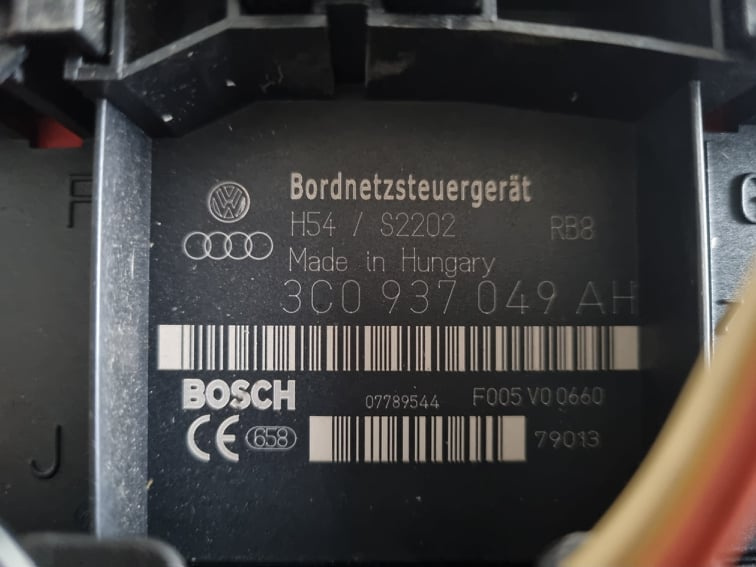 F
Bordnetzsteuergerät
H54 / S2202 RB8
Made in Hungary
3C0 937 049 AH
BOSCH 07789544 F005 V0 0660
CE 658 79013
J